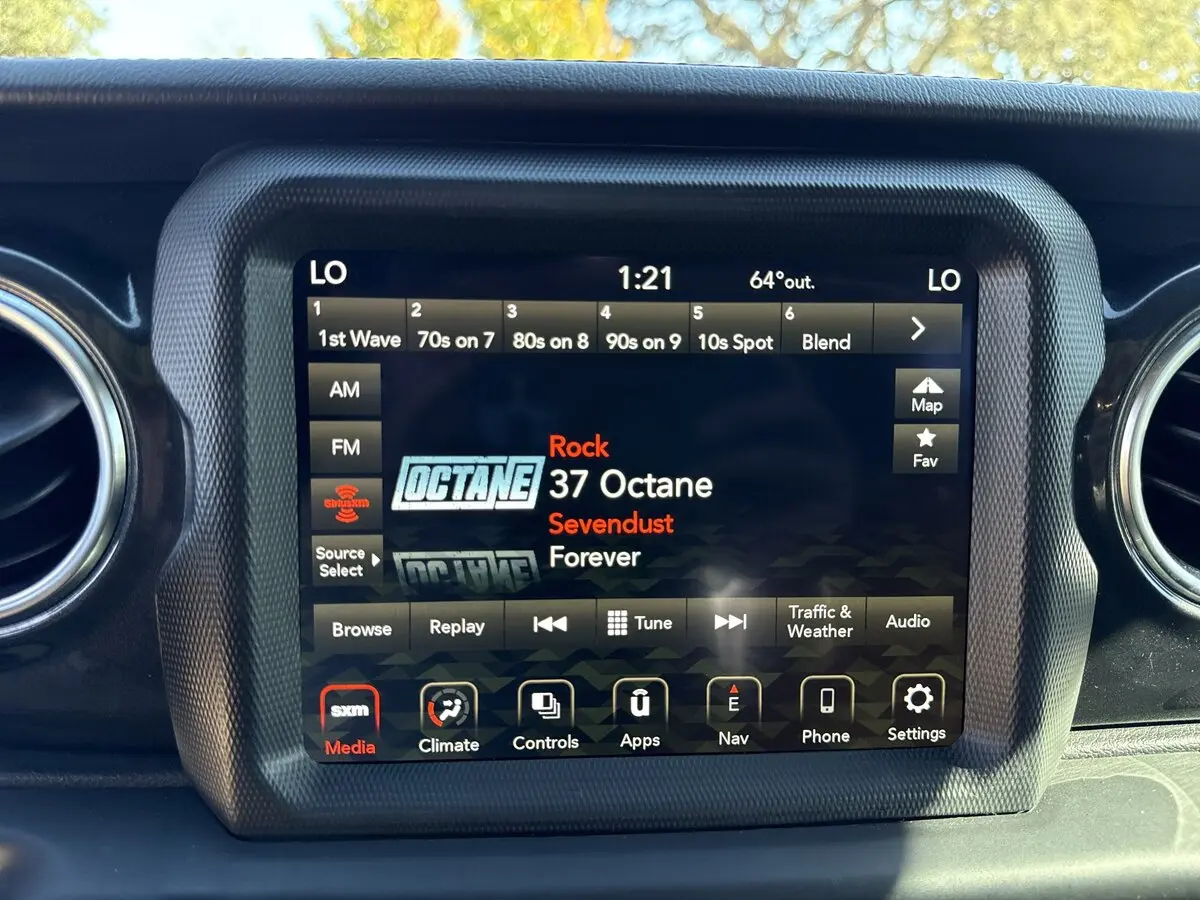 LO 1:21 64°out. LO
1 2 3 4 5 6
1st Wave 70s on 7 80s on 8 90s on 9 10s Spot Blend
AM
Map
FM
Fav
Rock
OCTANE
37 Octane
SiriusXM
Sevendust
Source
Select
Forever
OCTANE
Browse Replay Tune Traffic & Weather Audio
sxm
E
Media Climate Controls Apps Nav Phone Settings